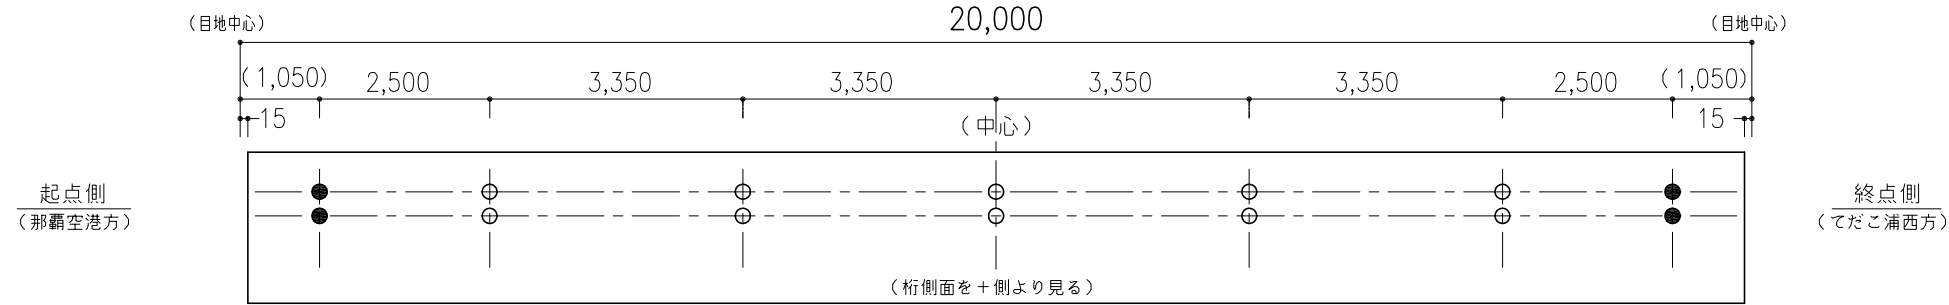 （目地中心） 20,000 （目地中心）
（1,050） 2,500 3,350 3,350 3,350 3,350 2,500 （1,050）
15 （中心） 15
起点側
（那覇空港方）
終点側
（てだこ浦西方）
（桁側面を＋側より見る）